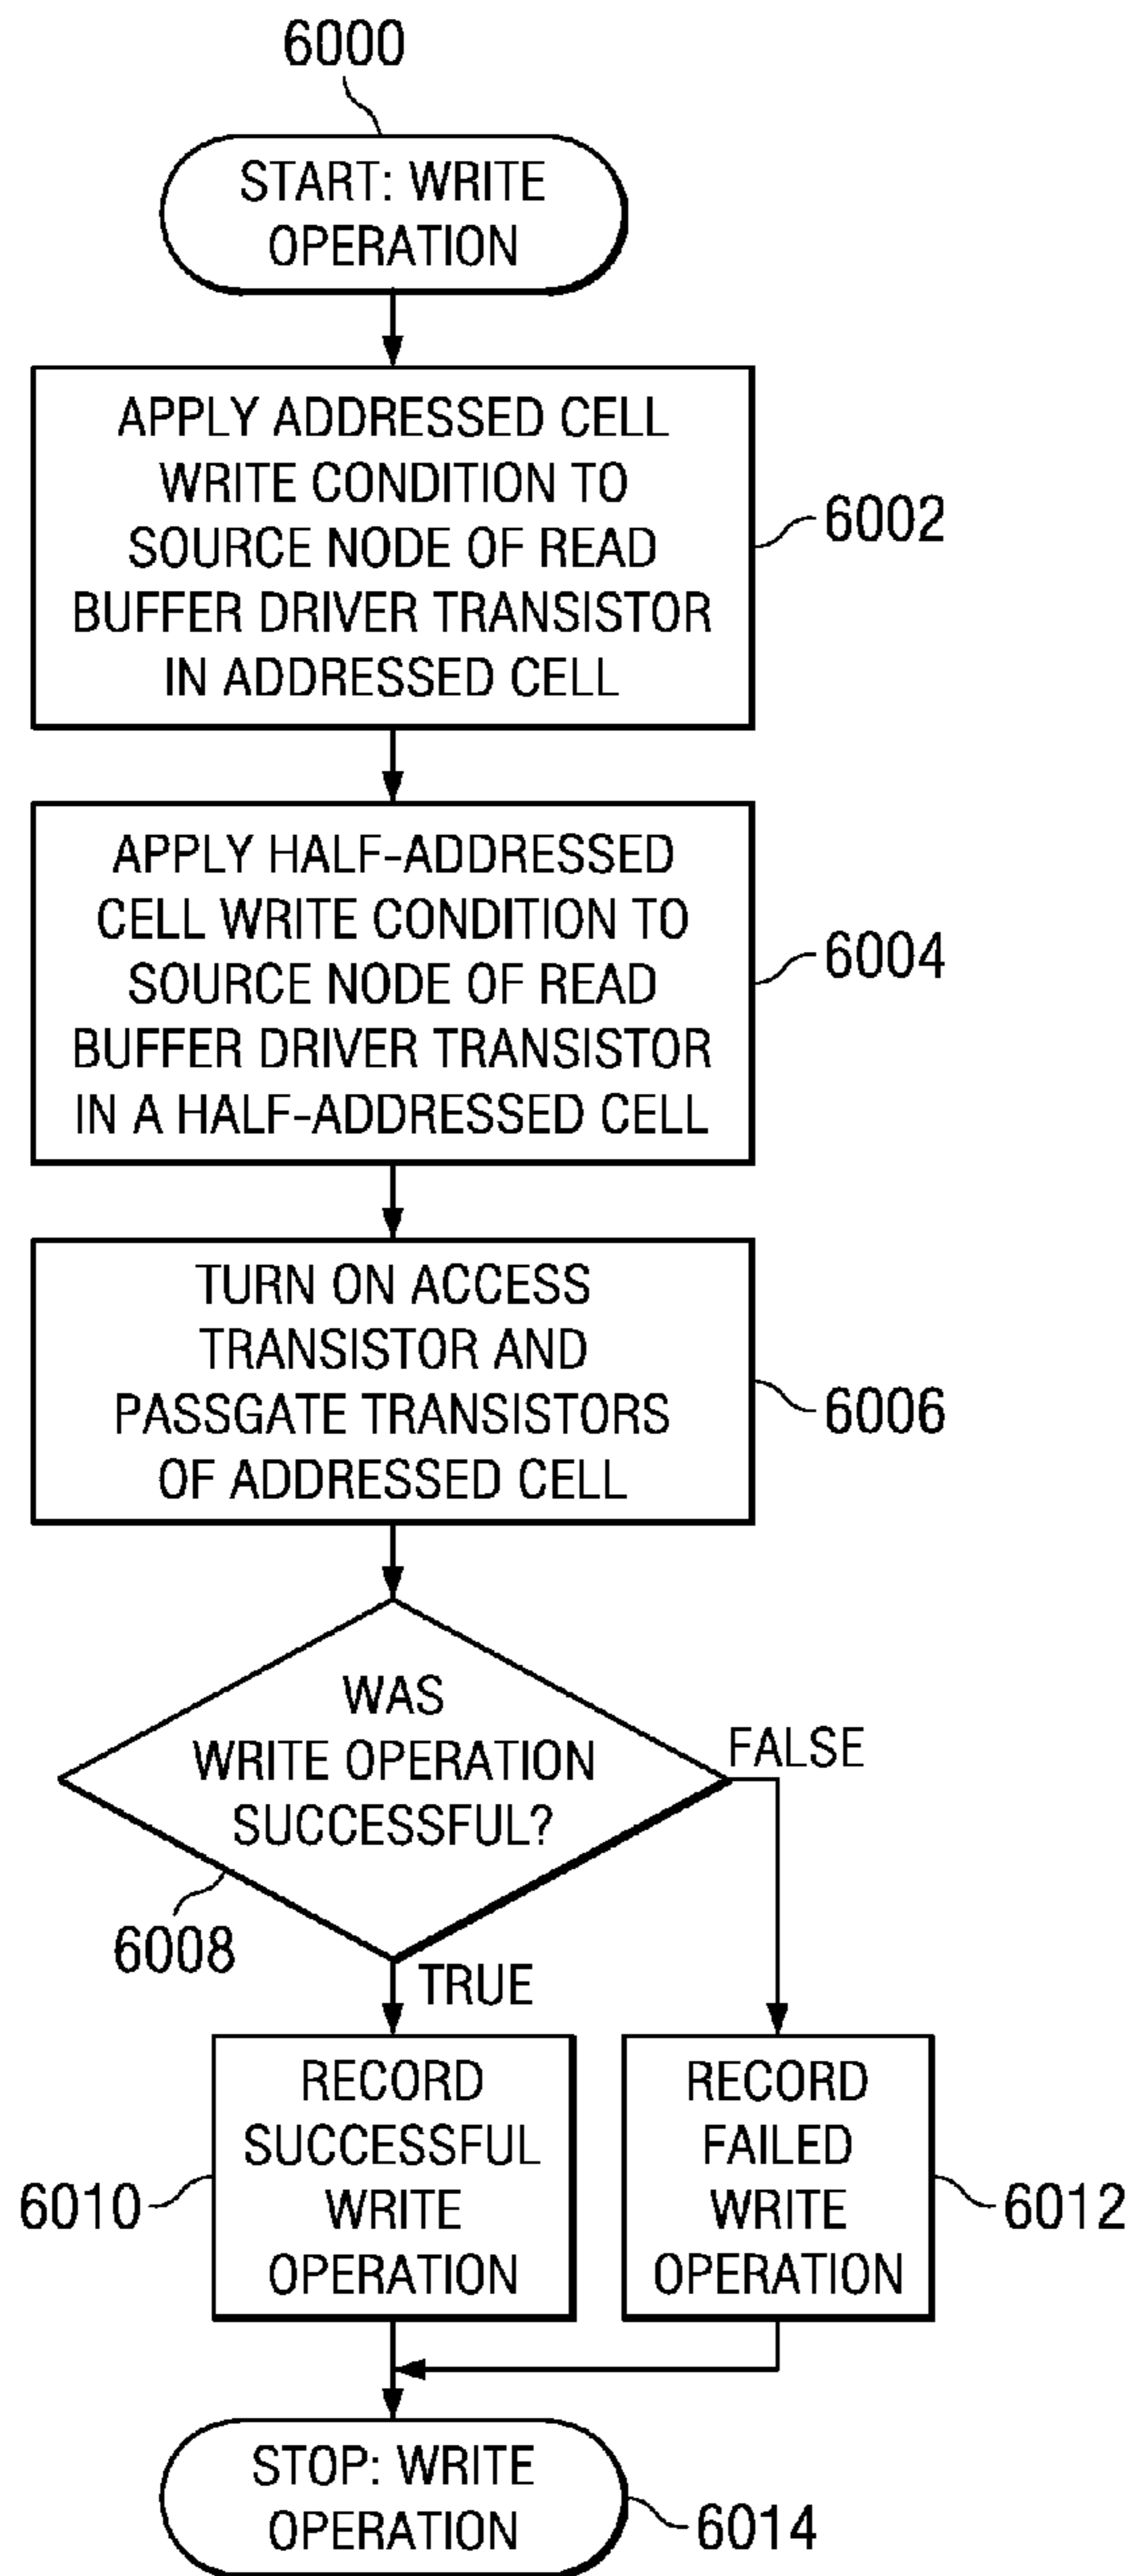 6000
START: WRITE
OPERATION
APPLY ADDRESSED CELL
WRITE CONDITION TO
SOURCE NODE OF READ
BUFFER DRIVER TRANSISTOR
IN ADDRESSED CELL
6002
APPLY HALF-ADDRESSED
CELL WRITE CONDITION TO
SOURCE NODE OF READ
BUFFER DRIVER TRANSISTOR
IN A HALF-ADDRESSED CELL
6004
TURN ON ACCESS
TRANSISTOR AND
PASSGATE TRANSISTORS
OF ADDRESSED CELL
6006
WAS
WRITE OPERATION
SUCCESSFUL?
FALSE
6008
TRUE
RECORD
SUCCESSFUL
WRITE
OPERATION
6010
RECORD
FAILED
WRITE
OPERATION
6012
STOP: WRITE
OPERATION
6014